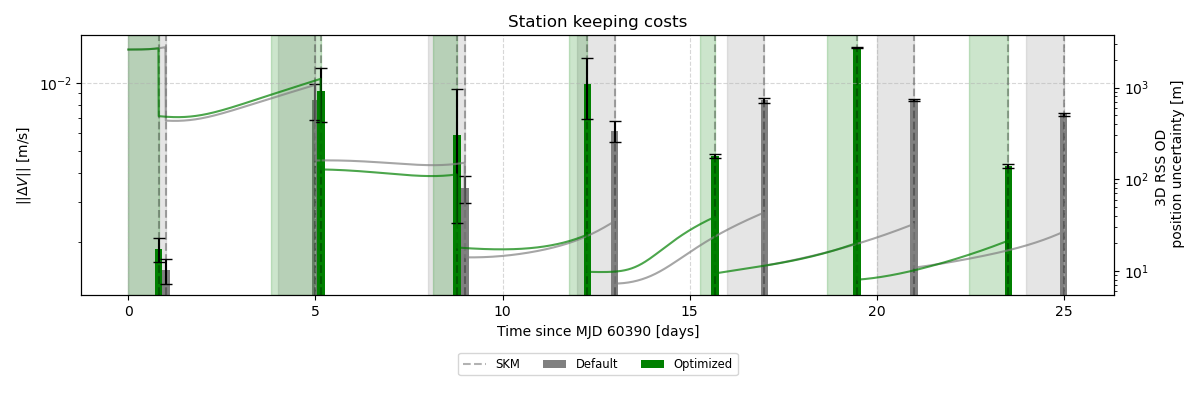 Station keeping costs
10⁻²
||ΔV|| [m/s]
10³
10²
10¹
3D RSS OD
position uncertainty [m]
0 5 10 15 20 25
Time since MJD 60390 [days]
SKM Default Optimized